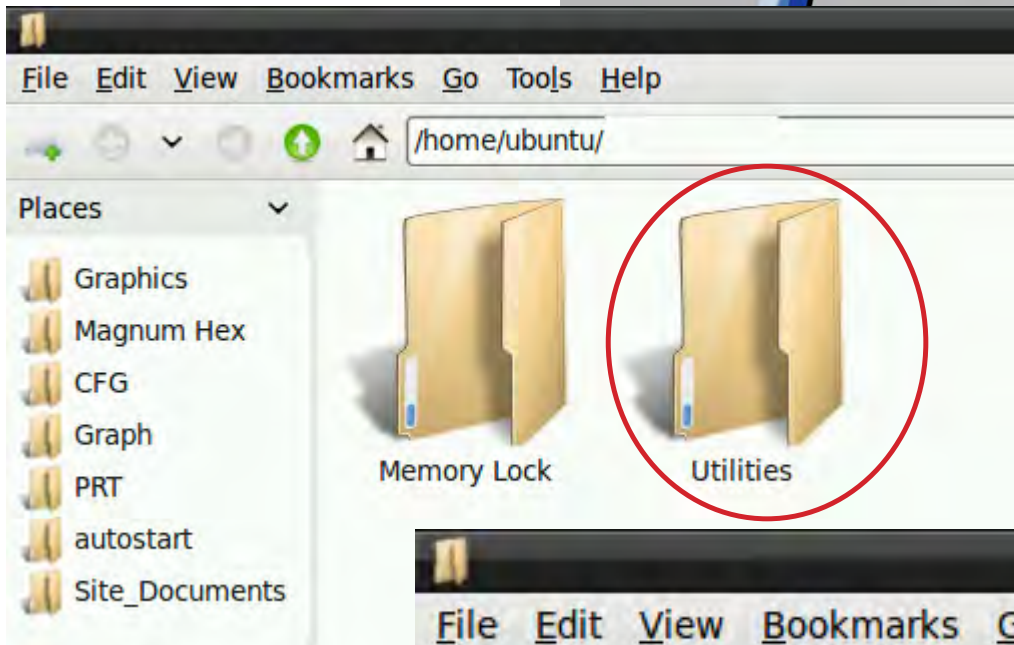 File Edit View Bookmarks Go Tools Help
/home/ubuntu/
Places
Graphics
Magnum Hex
CFG
Graph
PRT
autostart
Site_Documents
Memory Lock
Utilities
File Edit View Bookmarks G